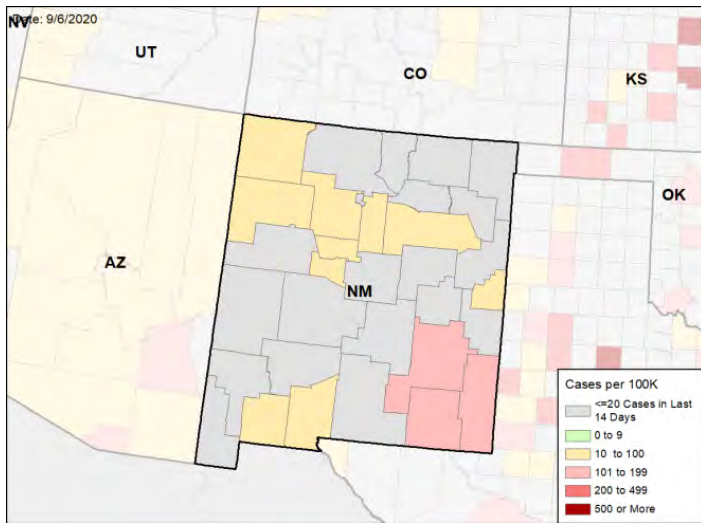 Date: 9/6/2020
NV
UT
CO
KS
OK
AZ
NM
Cases per 100K
<=20 Cases in Last
14 Days
0 to 9
10 to 100
101 to 199
200 to 499
500 or More